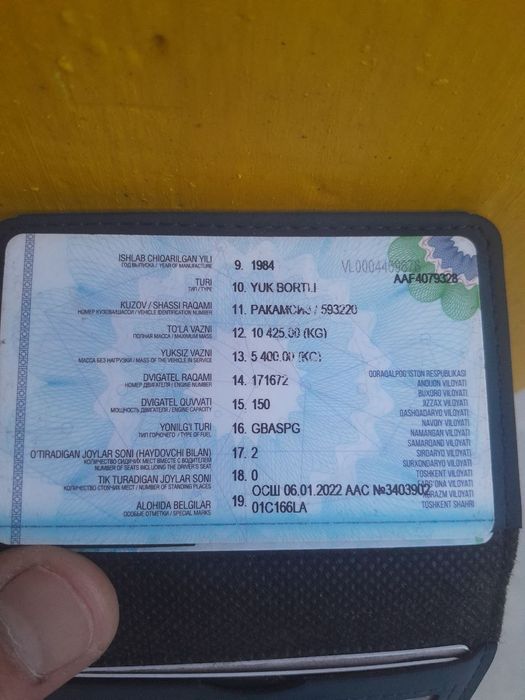 ISHLAB CHIQARILGAN YILI 9. 1984
ГОД ВЫПУСКА / YEAR OF MANUFACTURE
AAF4079328
TURI 10. YUK BORTLI
ТИП / TYPE
KUZOV / SHASSI RAQAMI 11. РАКАМСИЗ / 593220
НОМЕР КУЗОВА/ШАССИ / VEHICLE IDENTIFICATION NUMBER
TO'LA VAZNI 12. 10 425.00 (KG)
ПОЛНАЯ МАССА / MAXIMUM MASS
YUKSIZ VAZNI 13. 5 400.00 (KG)
МАССА БЕЗ НАГРУЗКИ / MASS OF THE VEHICLE IN SERVICE
DVIGATEL RAQAMI 14. 171672
НОМЕР ДВИГАТЕЛЯ / ENGINE NUMBER
DVIGATEL QUVVATI 15. 150
МОЩНОСТЬ ДВИГАТЕЛЯ / ENGINE CAPACITY
YONILG'I TURI 16. GBASPG
ТИП ГОРЮЧЕГО / TYPE OF FUEL
O'TIRADIGAN JOYLAR SONI (HAYDOVCHI BILAN) 17. 2
КОЛИЧЕСТВО СИДЯЧИХ МЕСТ ВМЕСТЕ С ВОДИТЕЛЕМ
NUMBER OF SEATS INCLUDING THE DRIVER'S SEAT
TIK TURADIGAN JOYLAR SONI 18. 0
КОЛИЧЕСТВО СТОЯЧИХ МЕСТ / NUMBER OF STANDING PLACES
ALOHIDA BELGILAR 19. ОСШ 06.01.2022 ААС №3403902
ОСОБЫЕ ОТМЕТКИ / SPECIAL MARKS
01C166LA
QORAQALPOG'ISTON RESPUBLIKASI
ANDIJON VILOYATI
BUXORO VILOYATI
JIZZAX VILOYATI
QASHQADARYO VILOYATI
NAVOIY VILOYATI
NAMANGAN VILOYATI
SAMARQAND VILOYATI
SIRDARYO VILOYATI
SURXONDARYO VILOYATI
TOSHKENT VILOYATI
FARG'ONA VILOYATI
XORAZM VILOYATI
TOSHKENT SHAHRI